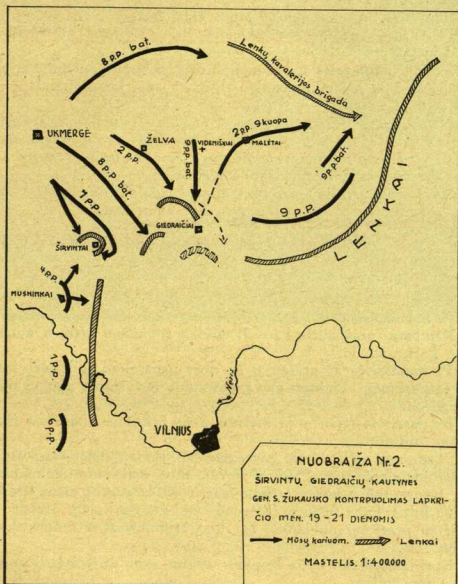 8 p.p. bat.
Lenkų kavalerijos brigada
UKMERGĖ
2 p.p.
ŽELVA
9 p.p. bat.
VIDENIŠKIAI
2 p.p. 9 kuopa
MALĖTAI
9 p.p. bat.
8 p.p. bat.
7 p.p.
9 p.p.
LENKAI
GIEDRAIČIAI
ŠIRVINTAI
4 p.p.
MUSNINKAI
1 p.p.
6 p.p.
Neris
VILNIUS
NUOBRAIŽA Nr. 2.
ŠIRVINTŲ, GIEDRAIČIŲ KAUTYNĖS
GEN. S. ŽUKAUSKO KONTRPUOLIMAS LAPKRI-
ČIO MĖN. 19-21 DIENOMIS
Mūsų kariuom. Lenkai
MASTELIS. 1:400.000